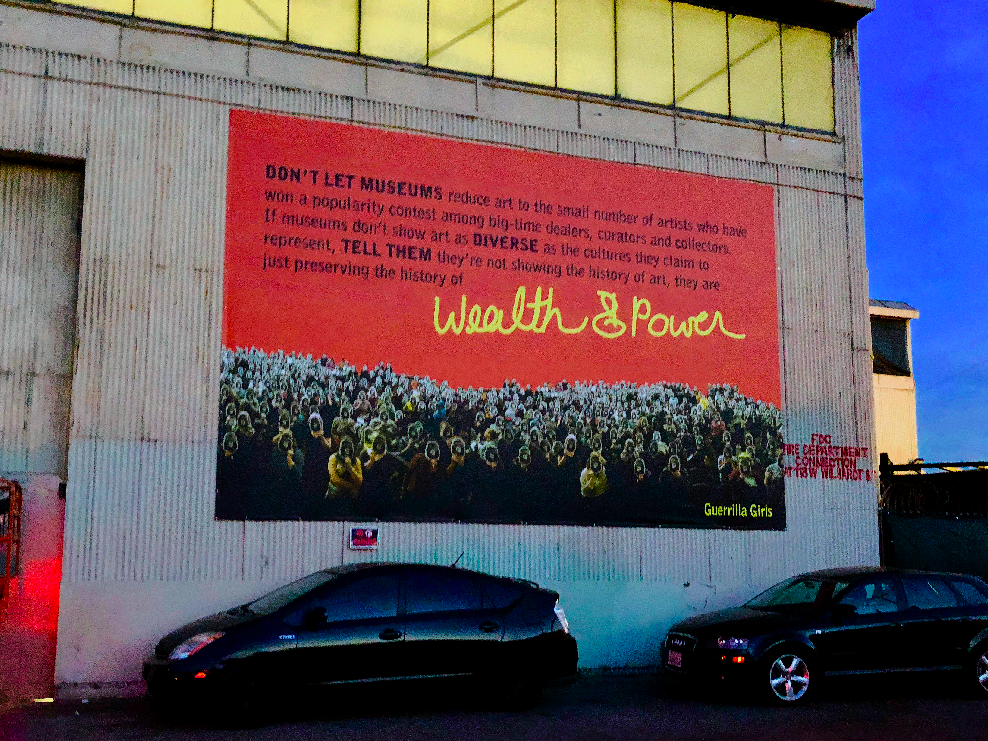 DON'T LET MUSEUMS reduce art to the small number of artists who have
won a popularity contest among big-time dealers, curators and collectors.
If museums don't show art as DIVERSE as the cultures they claim to
represent, TELL THEM they're not showing the history of art, they are
just preserving the history of
Wealth & Power
Guerrilla Girls
FDC
FIRE DEPARTMENT
CONNECTION